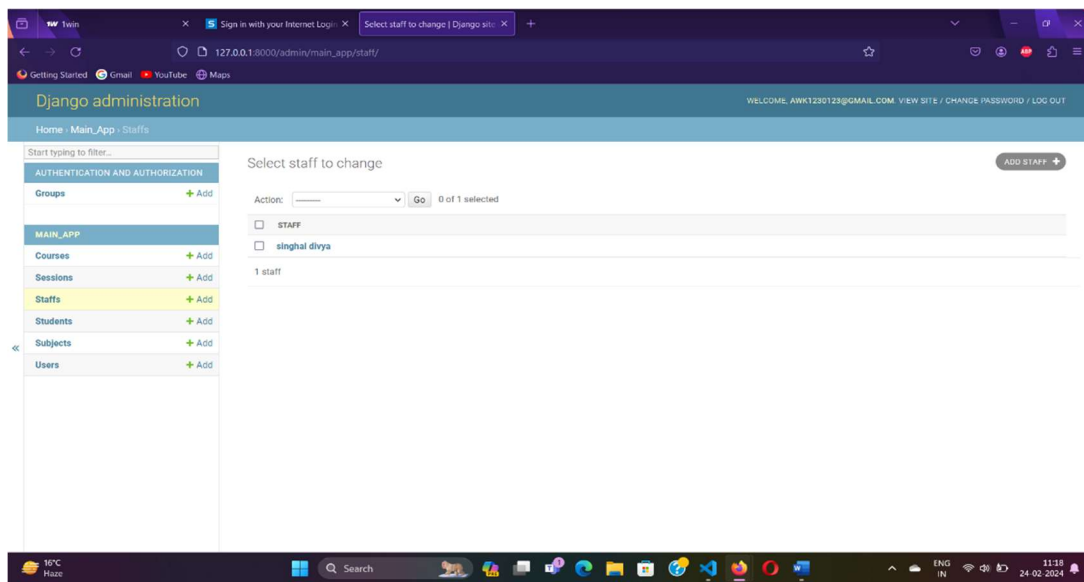 1w 1win
S Sign in with your Internet Login
Select staff to change | Django site
127.0.0.1:8000/admin/main_app/staff/
Getting Started Gmail YouTube Maps
Django administration
WELCOME, AWK1230123@GMAIL.COM. VIEW SITE / CHANGE PASSWORD / LOG OUT
Home › Main_App › Staffs
Start typing to filter...
AUTHENTICATION AND AUTHORIZATION
Groups + Add
MAIN_APP
Courses + Add
Sessions + Add
Staffs + Add
Students + Add
Subjects + Add
Users + Add
«
Select staff to change
ADD STAFF +
Action: --------- Go 0 of 1 selected
STAFF
singhal divya
1 staff
16°C
Haze
Search
ENG
IN
11:18
24-02-2024